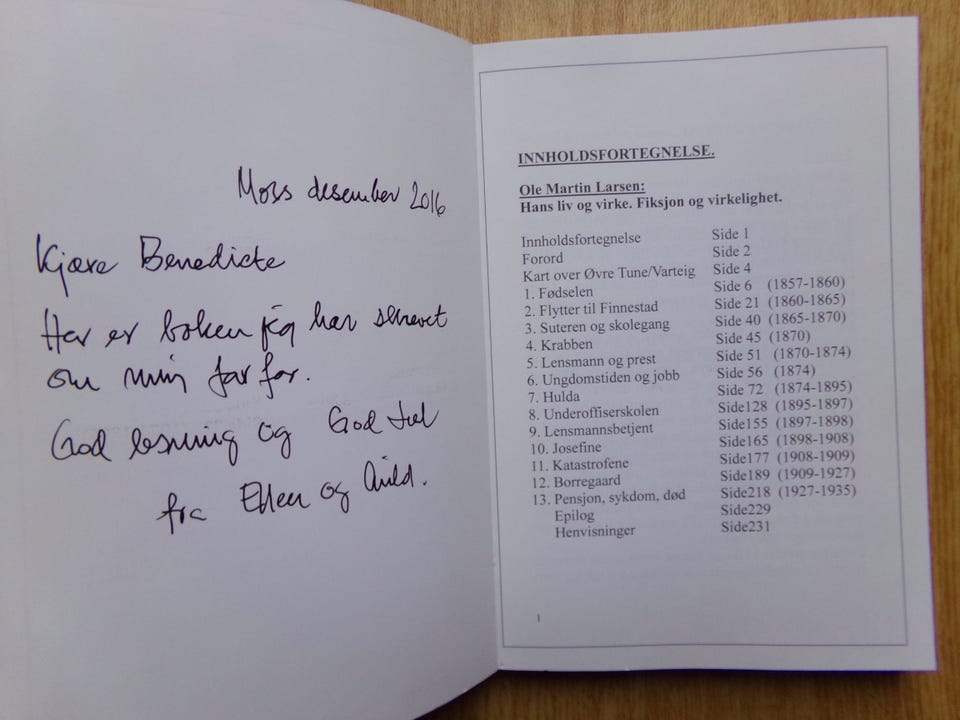 Moss desember 2016
Kjære Benedicte
Her er boken jeg har skrevet
om min far far.
God lesning og God Jul
fra Ellen og Arild.
INNHOLDSFORTEGNELSE.
Ole Martin Larsen:
Hans liv og virke. Fiksjon og virkelighet.
Innholdsfortegnelse Side 1
Forord Side 2
Kart over Øvre Tune/Varteig Side 4
1. Fødselen Side 6 (1857-1860)
2. Flytter til Finnestad Side 21 (1860-1865)
3. Suteren og skolegang Side 40 (1865-1870)
4. Krabben Side 45 (1870)
5. Lensmann og prest Side 51 (1870-1874)
6. Ungdomstiden og jobb Side 56 (1874)
7. Hulda Side 72 (1874-1895)
8. Underoffiserskolen Side128 (1895-1897)
9. Lensmannsbetjent Side155 (1897-1898)
10. Josefine Side165 (1898-1908)
11. Katastrofene Side177 (1908-1909)
12. Borregaard Side189 (1909-1927)
13. Pensjon, sykdom, død Side218 (1927-1935)
Epilog Side229
Henvisninger Side231
1